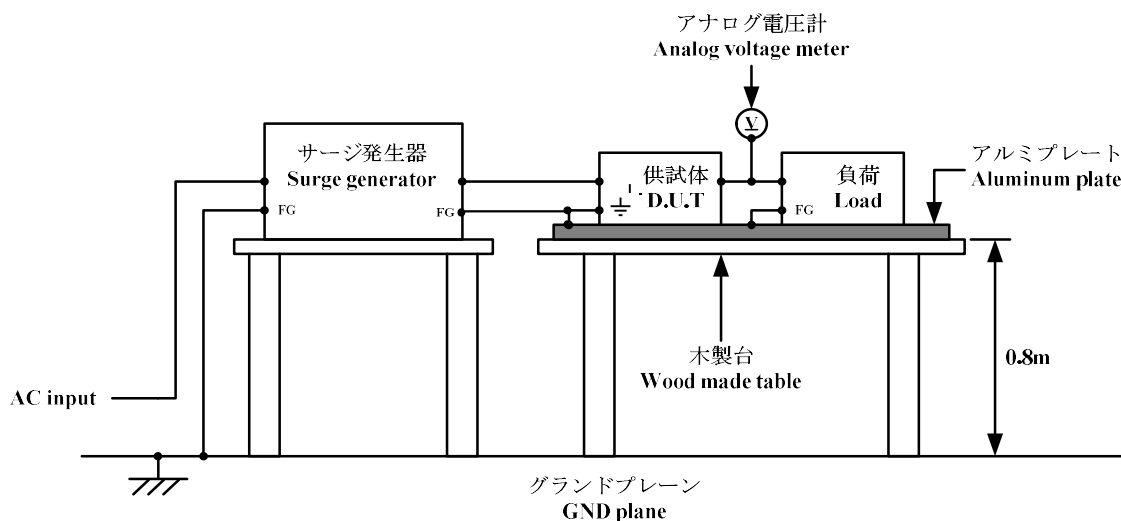 アナログ電圧計
Analog voltage meter
V
サージ発生器
Surge generator
FG
FG
供試体
D.U.T
負荷
Load
FG
アルミプレート
Aluminum plate
木製台
Wood made table
0.8m
AC input
グランドプレーン
GND plane